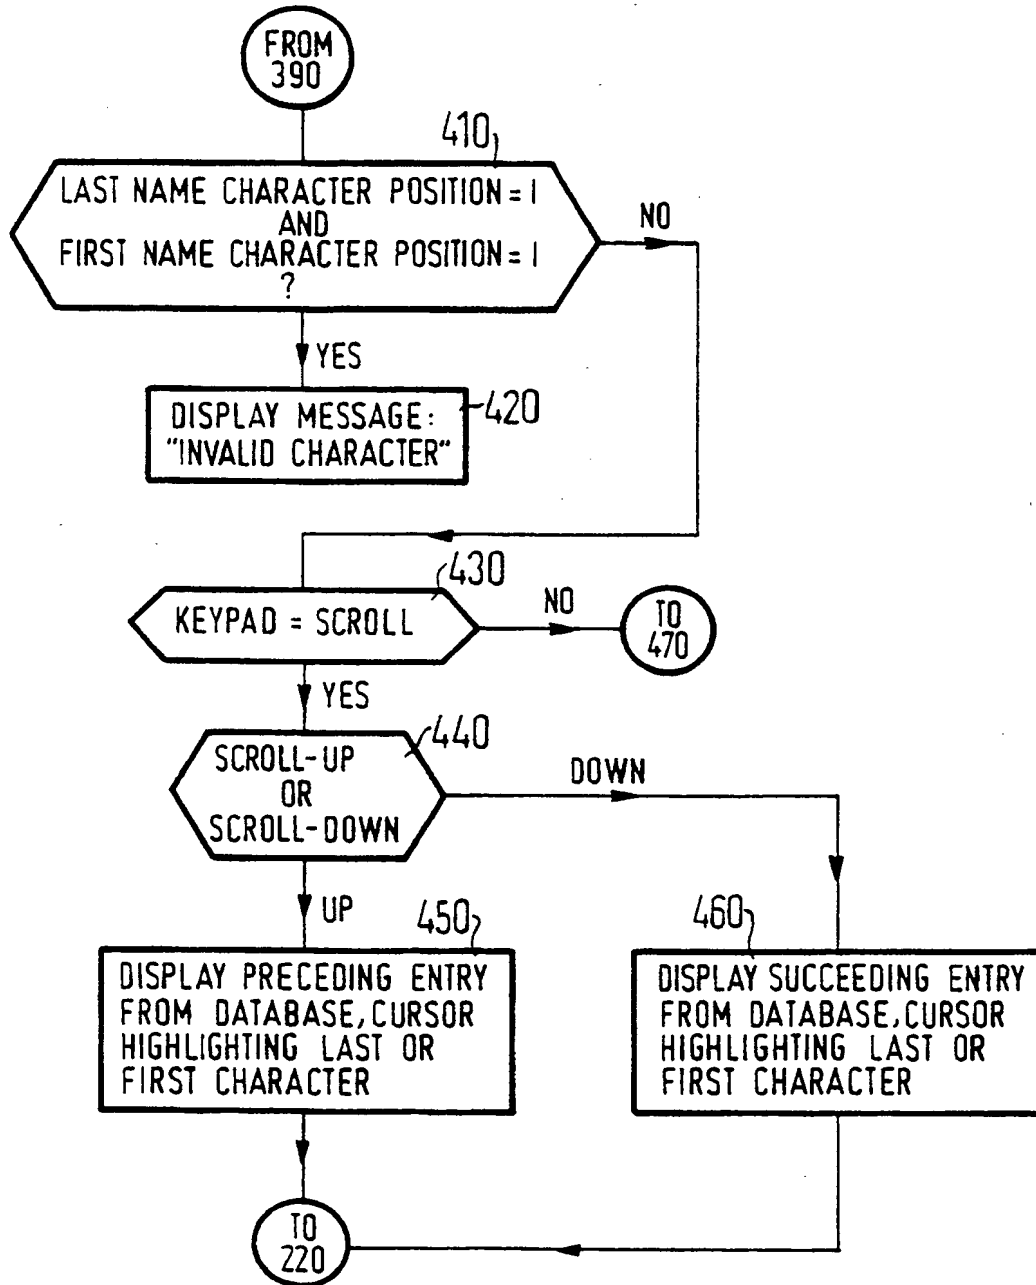 FROM
390
410
LAST NAME CHARACTER POSITION = 1
AND
FIRST NAME CHARACTER POSITION = 1
?
NO
YES
DISPLAY MESSAGE:
"INVALID CHARACTER"
420
430
KEYPAD = SCROLL
NO
TO
470
YES
440
SCROLL-UP
OR
SCROLL-DOWN
DOWN
UP
450
DISPLAY PRECEDING ENTRY
FROM DATABASE, CURSOR
HIGHLIGHTING LAST OR
FIRST CHARACTER
460
DISPLAY SUCCEEDING ENTRY
FROM DATABASE, CURSOR
HIGHLIGHTING LAST OR
FIRST CHARACTER
TO
220